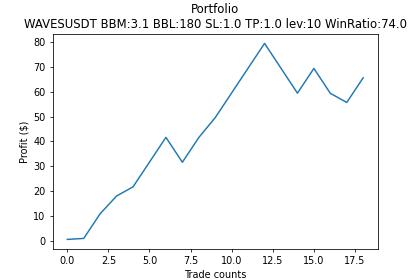 Portfolio
WAVESUSDT BBM:3.1 BBL:180 SL:1.0 TP:1.0 lev:10 WinRatio:74.0
80
70
60
50
40
30
20
10
0
Profit ($)
0.0 2.5 5.0 7.5 10.0 12.5 15.0 17.5
Trade counts